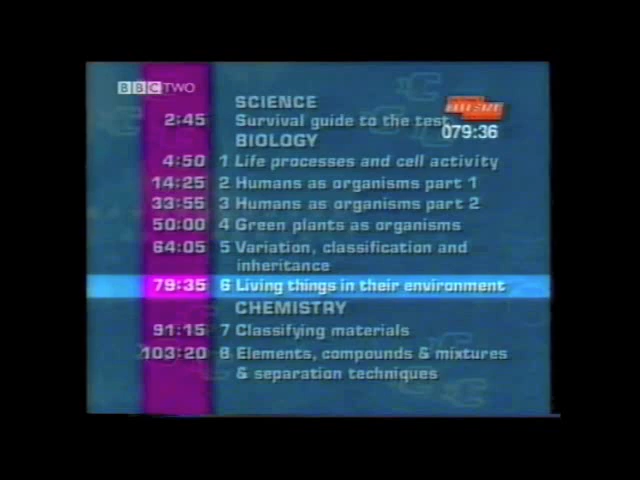 BBC TWO
SCIENCE
2:45 Survival guide to the test
BITESIZE
079:36
BIOLOGY
4:50 1 Life processes and cell activity
14:25 2 Humans as organisms part 1
33:55 3 Humans as organisms part 2
50:00 4 Green plants as organisms
64:05 5 Variation, classification and
inheritance
79:35 6 Living things in their environment
CHEMISTRY
91:15 7 Classifying materials
103:20 8 Elements, compounds & mixtures
& separation techniques